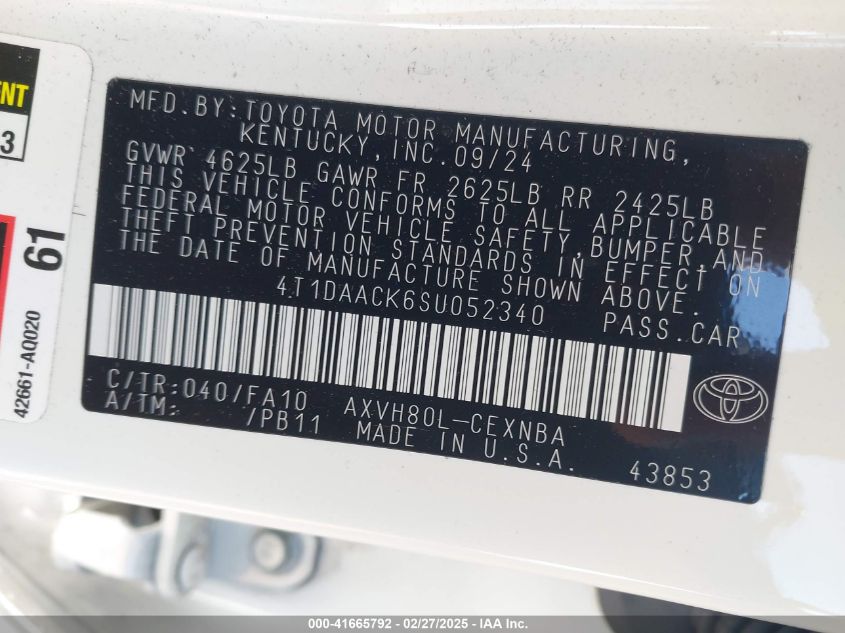 MFD.BY:TOYOTA MOTOR MANUFACTURING,
KENTUCKY,INC.09/24
GVWR 4625LB GAWR FR 2625LB RR 2425LB
THIS VEHICLE CONFORMS TO ALL APPLICABLE
FEDERAL MOTOR VEHICLE SAFETY,BUMPER,AND
THEFT PREVENTION STANDARDS IN EFFECT ON
THE DATE OF MANUFACTURE SHOWN ABOVE.
4T1DAACK6SU052340 PASS.CAR
C/TR:040/FA10 AXVH80L-CEXNBA
A/TM: /PB11 MADE IN U.S.A.
43853
3
61
42661-AQ020
000-41665792 - 02/27/2025 - IAA Inc.